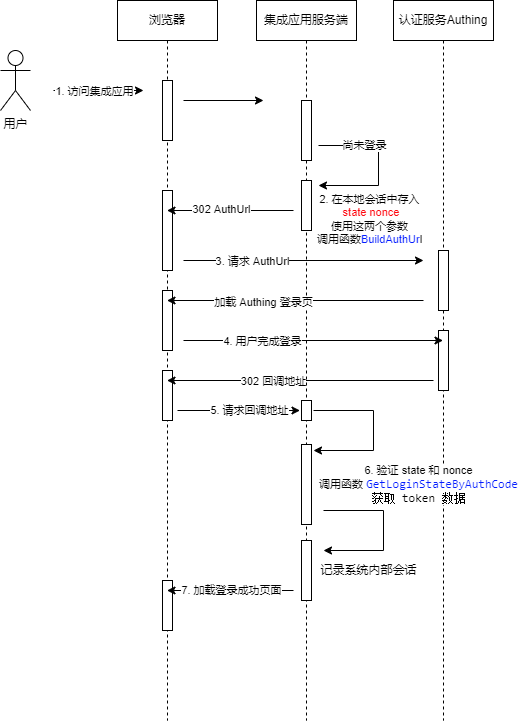 浏览器
集成应用服务端
认证服务Authing
1. 访问集成应用
用户
尚未登录
2. 在本地会话中存入
state nonce
使用这两个参数
调用函数BuildAuthUrl
302 AuthUrl
3. 请求 AuthUrl
加载 Authing 登录页
4. 用户完成登录
302 回调地址
5. 请求回调地址
6. 验证 state 和 nonce
调用函数 GetLoginStateByAuthCode
获取 token 数据
记录系统内部会话
7. 加载登录成功页面